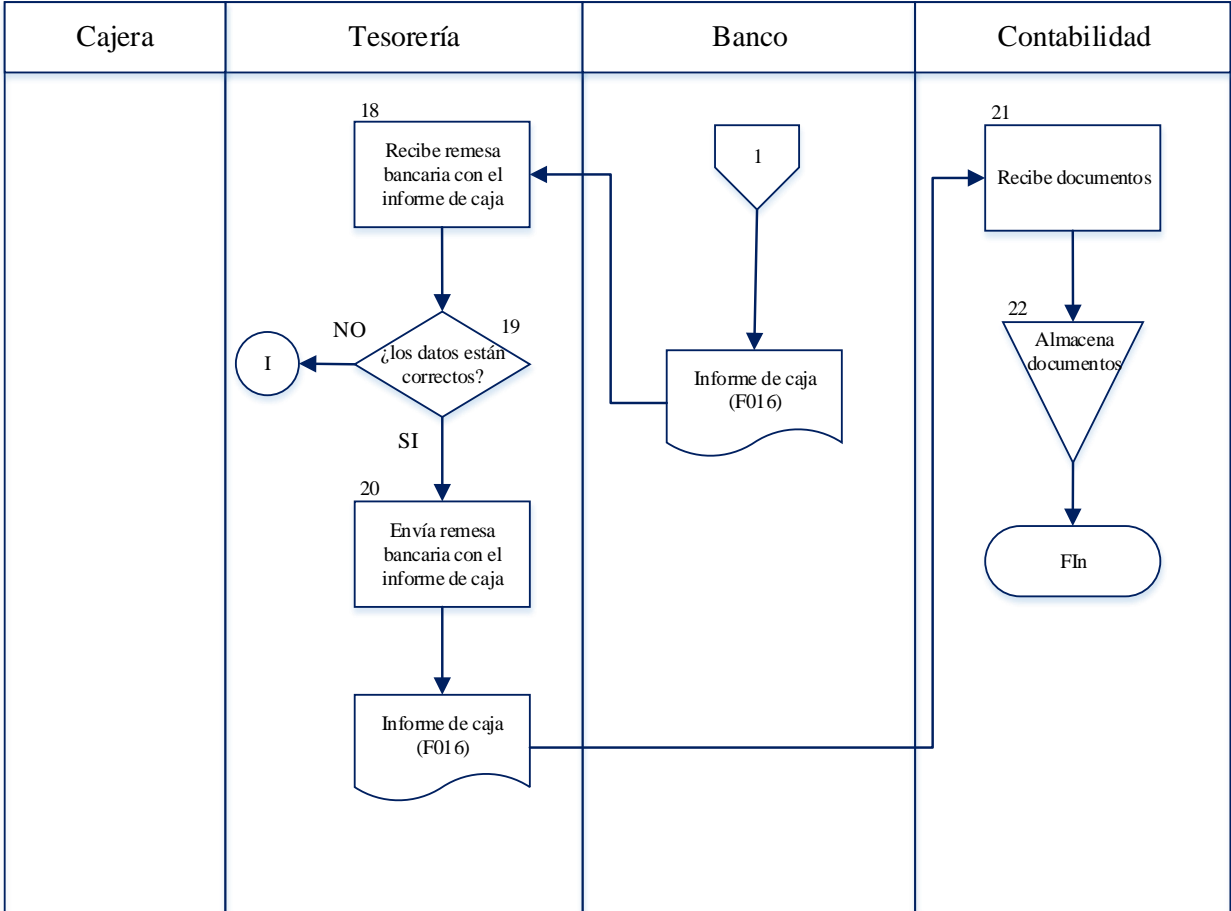 Cajera
Tesorería
Banco
Contabilidad
18
Recibe remesa
bancaria con el
informe de caja
19
¿los datos están
correctos?
NO
I
SI
20
Envía remesa
bancaria con el
informe de caja
Informe de caja
(F016)
1
Informe de caja
(F016)
21
Recibe documentos
22
Almacena
documentos
FIn